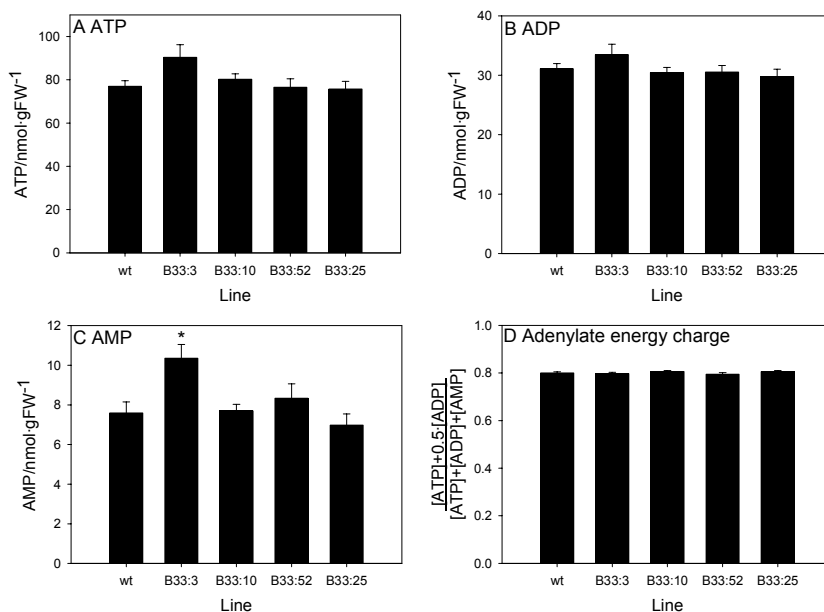 A ATP
ATP/nmol·gFW⁻¹
100
80
60
40
20
0
wt B33:3 B33:10 B33:52 B33:25
Line
B ADP
ADP/nmol·gFW⁻¹
40
30
20
10
0
wt B33:3 B33:10 B33:52 B33:25
Line
C AMP
*
AMP/nmol·gFW⁻¹
12
10
8
6
4
2
0
wt B33:3 B33:10 B33:52 B33:25
Line
D Adenylate energy charge
[ATP]+0.5·[ADP]
[ATP]+[ADP]+[AMP]
1.0
0.8
0.6
0.4
0.2
0.0
wt B33:3 B33:10 B33:52 B33:25
Line